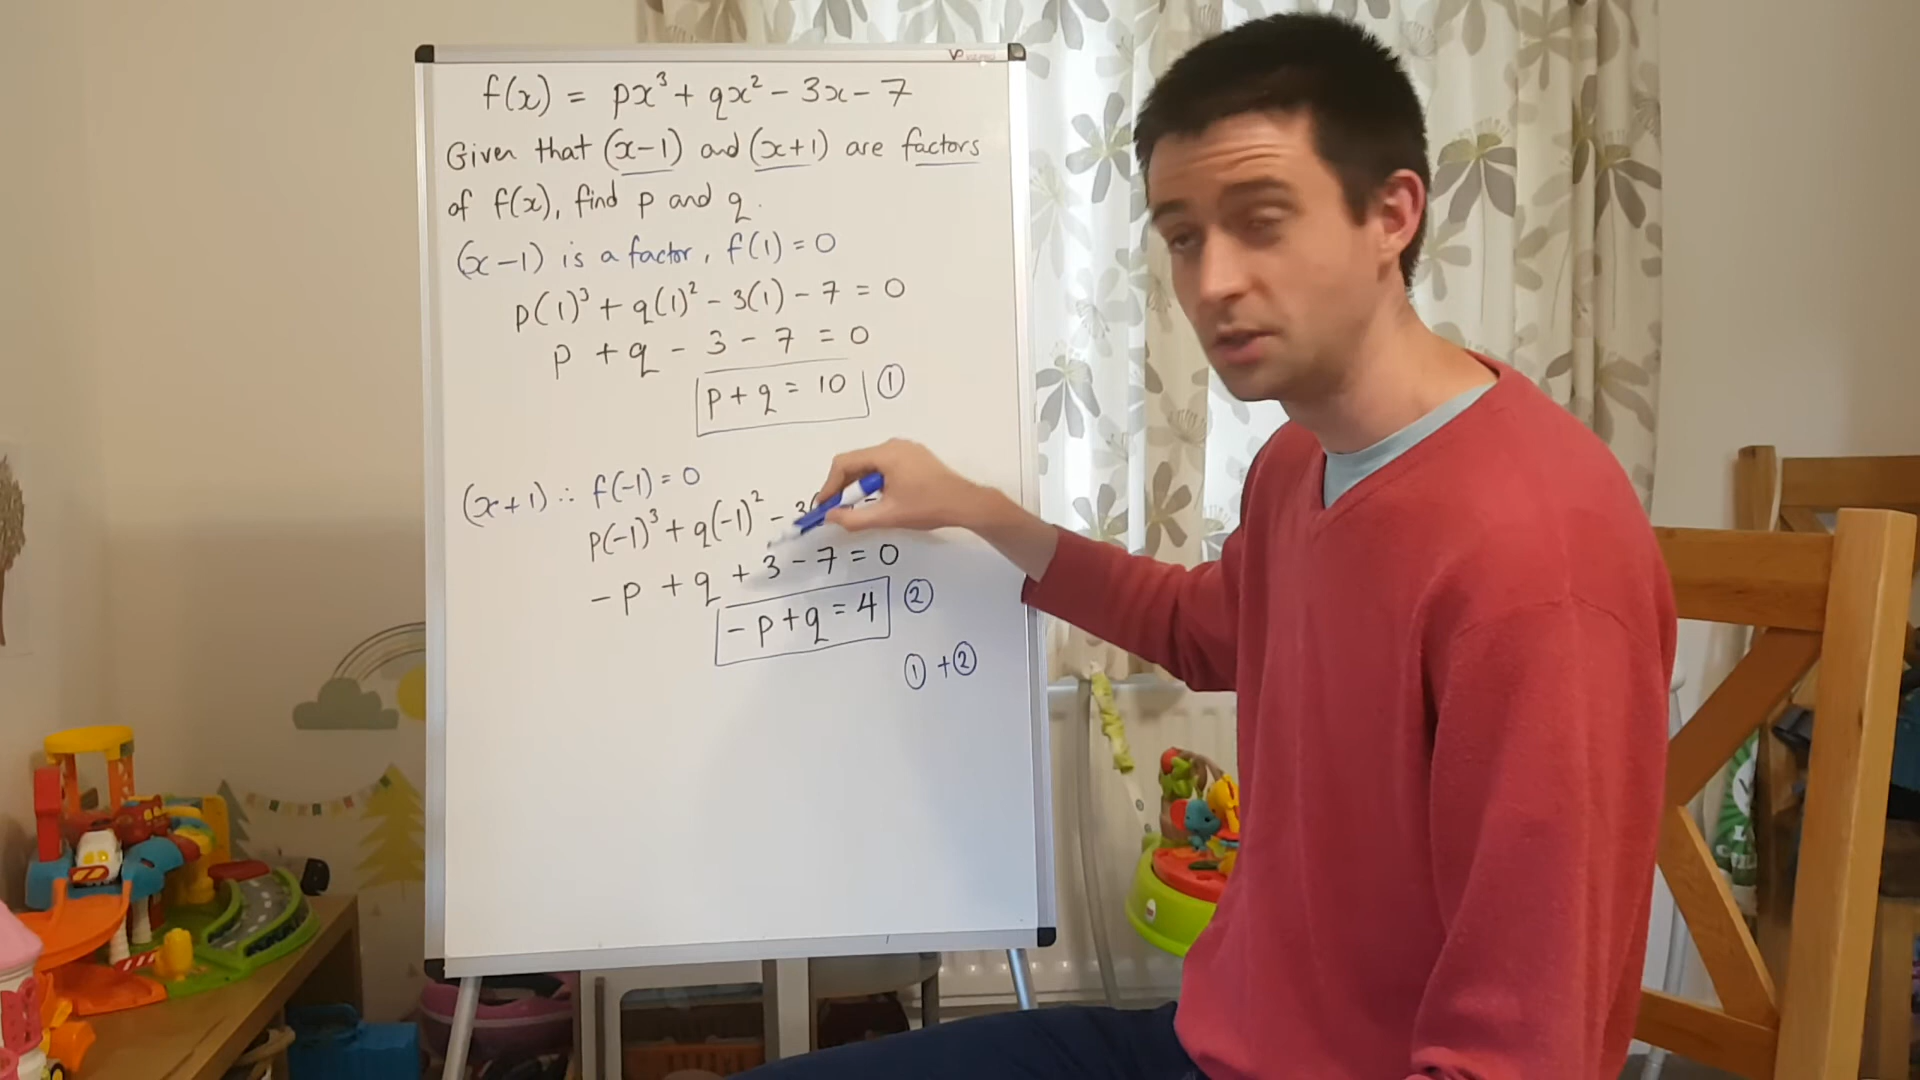 f(x) = px³ + qx² - 3x - 7
Given that (x-1) and (x+1) are factors
of f(x), find p and q.
(x-1) is a factor, f(1) = 0
p(1)³ + q(1)² - 3(1) - 7 = 0
p + q - 3 - 7 = 0
p + q = 10 ①
(x+1) ∴ f(-1) = 0
p(-1)³ + q(-1)² - 3(
-p + q + 3 - 7 = 0
-p + q = 4 ②
① + ②